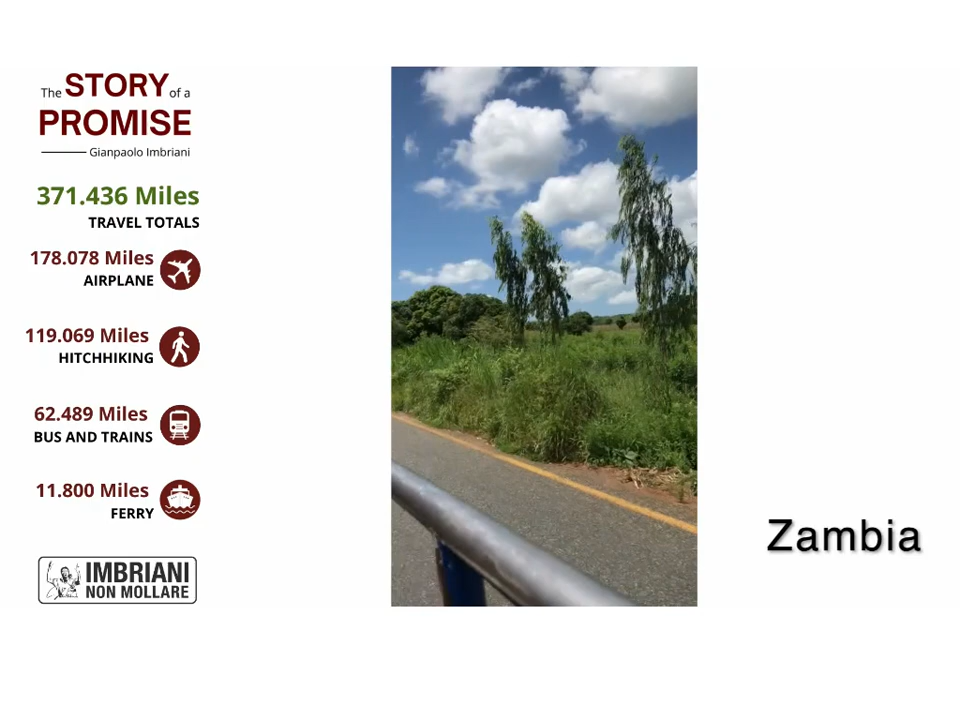 The STORY of a
PROMISE
Gianpaolo Imbriani
371.436 Miles
TRAVEL TOTALS
178.078 Miles
AIRPLANE
119.069 Miles
HITCHHIKING
62.489 Miles
BUS AND TRAINS
11.800 Miles
FERRY
IMBRIANI
NON MOLLARE
Zambia